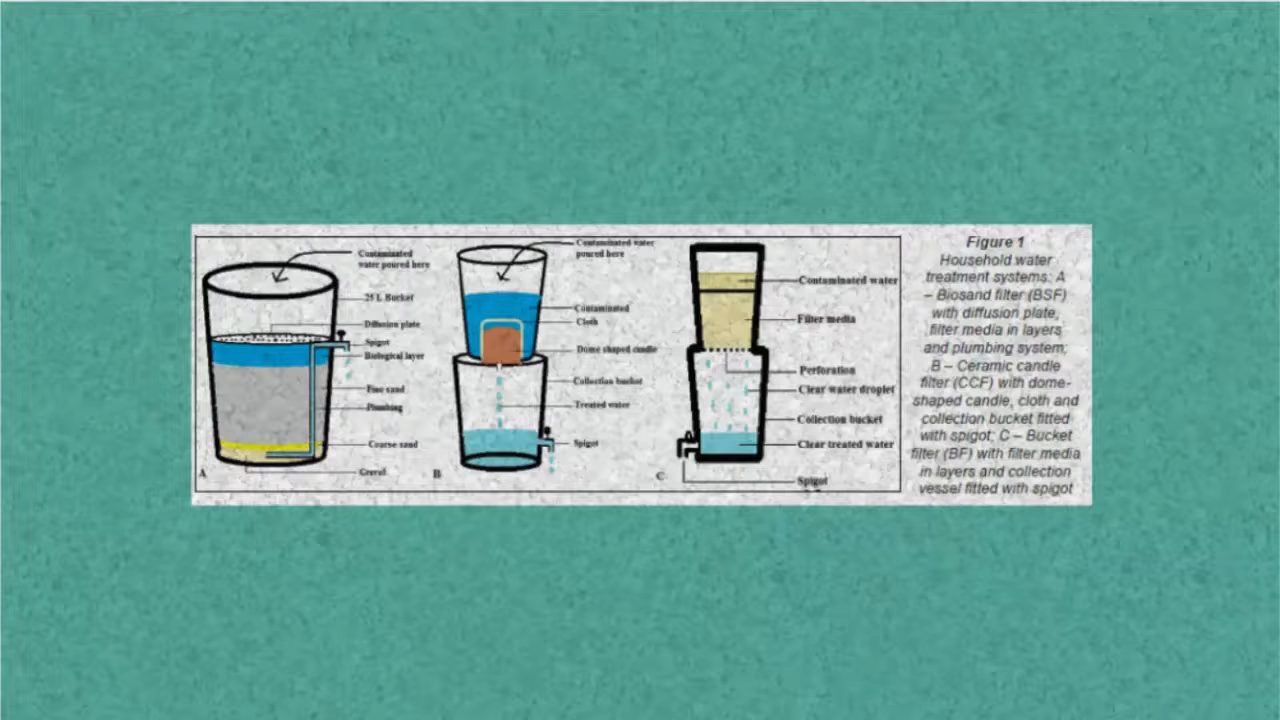 Contaminated
water poured here
25 L Bucket
Diffusion plate
Spigot
Biological layer
Fine sand
Plumbing
Coarse sand
Gravel
A
Contaminated water
poured here
Contaminated
Cloth
Dome shaped candle
Collection bucket
Treated water
Spigot
B
Contaminated water
Filter media
Perforation
Clear water droplet
Collection bucket
Clear treated water
Spigot
C
Figure 1
Household water
treatment systems: A
– Biosand filter (BSF)
with diffusion plate,
filter media in layers
and plumbing system;
B – Ceramic candle
filter (CCF) with dome-
shaped candle, cloth and
collection bucket fitted
with spigot; C – Bucket
filter (BF) with filter media
in layers and collection
vessel fitted with spigot